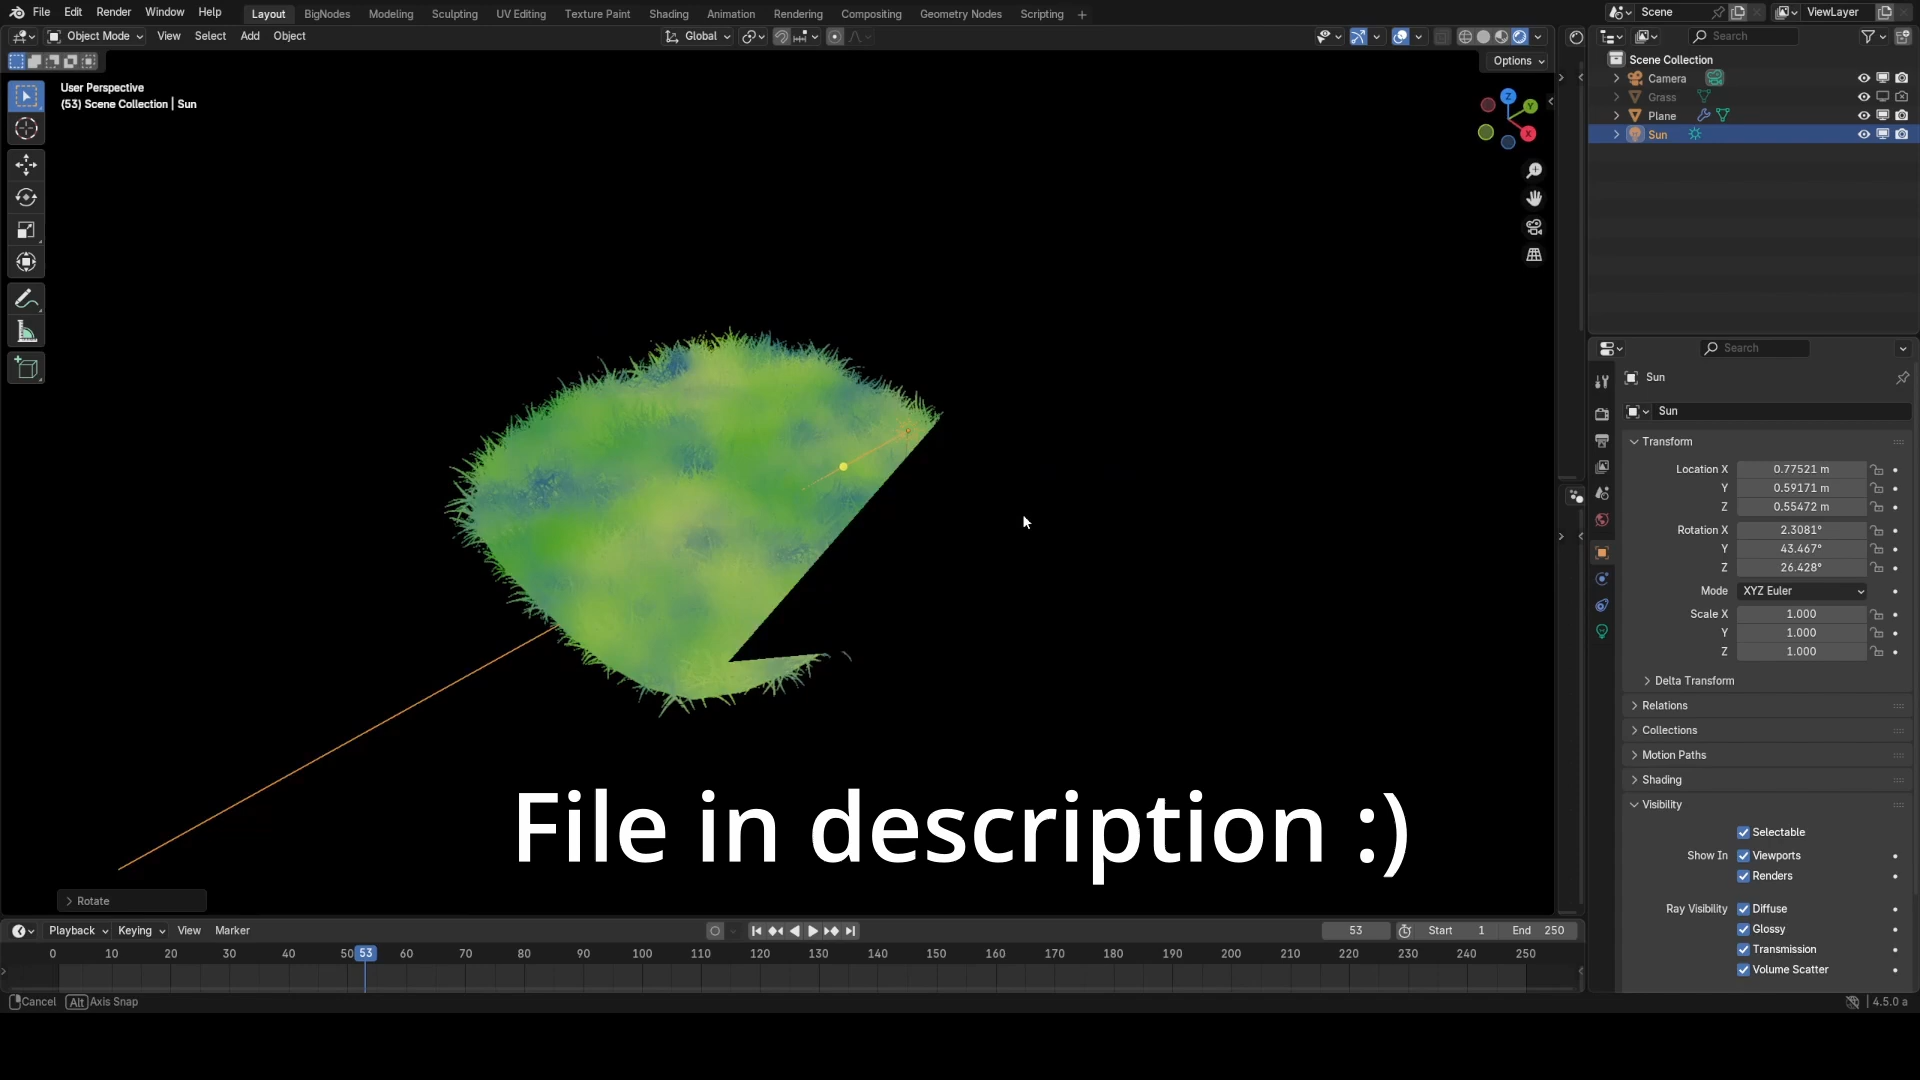 File Edit Render Window Help Layout BigNodes Modeling Sculpting UV Editing Texture Paint Shading Animation Rendering Compositing Geometry Nodes Scripting + Scene ViewLayer
Object Mode View Select Add Object Global Search
Options
User Perspective
(53) Scene Collection | Sun
Z
Y
X
Scene Collection
Camera
Grass
Plane
Sun
Search
Sun
Sun
Transform
Location X 0.77521 m
Y 0.59171 m
Z 0.55472 m
Rotation X 2.3081°
Y 43.467°
Z 26.428°
Mode XYZ Euler
Scale X 1.000
Y 1.000
Z 1.000
Delta Transform
Relations
Collections
Motion Paths
Shading
Visibility
Selectable
Show In Viewports
Renders
Ray Visibility Diffuse
Glossy
Transmission
Volume Scatter
File in description :)
Rotate
Playback Keying View Marker 53 Start 1 End 250
0 10 20 30 40 50 53 60 70 80 90 100 110 120 130 140 150 160 170 180 190 200 210 220 230 240 250
Cancel Alt Axis Snap 4.5.0 a